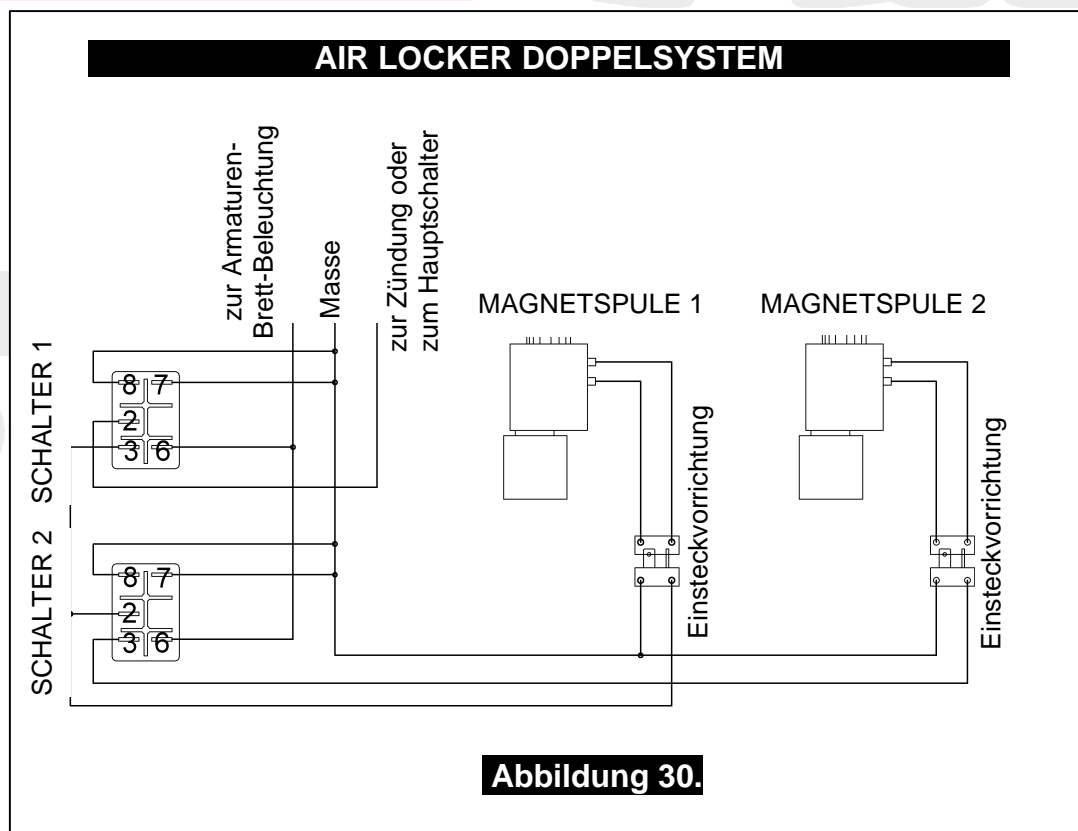 AIR LOCKER DOPPELSYSTEM
zur Armaturen-
Brett-Beleuchtung
Masse
zur Zündung oder
zum Hauptschalter
MAGNETSPULE 1
MAGNETSPULE 2
SCHALTER 1
8 7
2
3 6
SCHALTER 2
8 7
2
3 6
Einsteckvorrichtung
Einsteckvorrichtung
Abbildung 30.